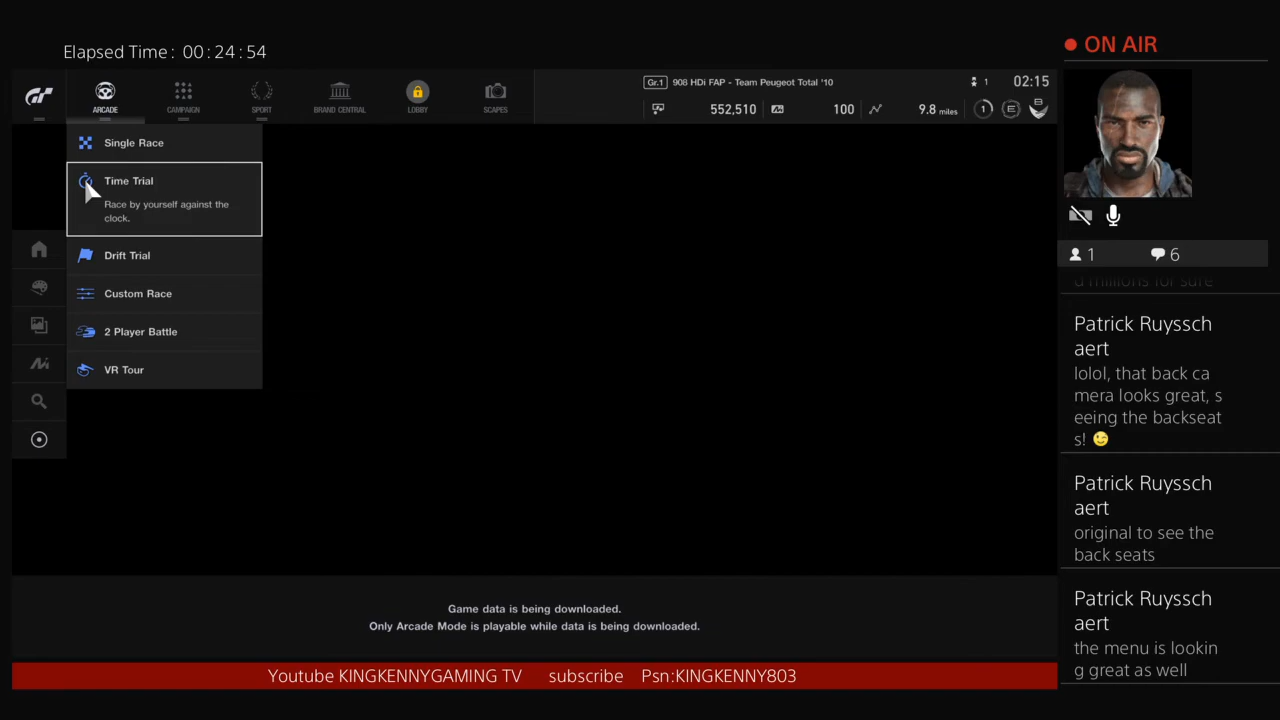 Elapsed Time: 00:24:54
ON AIR
ARCADE
CAMPAIGN
SPORT
BRAND CENTRAL
LOBBY
SCAPES
Gr.1 908 HDi FAP - Team Peugeot Total '10
1 02:15
552,510 100 9.8 miles 1 E B
Single Race
Time Trial
Race by yourself against the
clock.
Drift Trial
Custom Race
2 Player Battle
VR Tour
1 6
d millions for sure
Patrick Ruyssch
aert
lolol, that back ca
mera looks great, s
eeing the backseat
s! 😉
Patrick Ruyssch
aert
original to see the
back seats
Patrick Ruyssch
aert
the menu is lookin
g great as well
Game data is being downloaded.
Only Arcade Mode is playable while data is being downloaded.
Youtube KINGKENNYGAMING TV subscribe Psn:KINGKENNY803